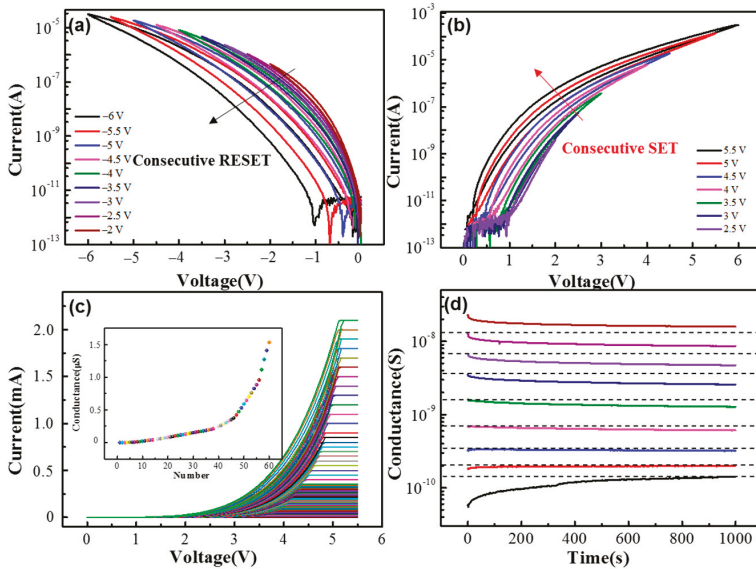 (a)
10⁻⁵
10⁻⁷
10⁻⁹
10⁻¹¹
10⁻¹³
Current(A)
−6 V
−5.5 V
−5 V
−4.5 V
−4 V
−3.5 V
−3 V
−2.5 V
−2 V
Consecutive RESET
−6 −5 −4 −3 −2 −1 0
Voltage(V)
(b)
10⁻³
10⁻⁵
10⁻⁷
10⁻⁹
10⁻¹¹
10⁻¹³
Current(A)
Consecutive SET
5.5 V
5 V
4.5 V
4 V
3.5 V
3 V
2.5 V
0 1 2 3 4 5 6
Voltage(V)
(c)
2.0
1.5
1.0
0.5
0
Current(mA)
1.5
1.0
0.5
0
Conductance(μS)
0 10 20 30 40 50 60
Number
0 1 2 3 4 5 6
Voltage(V)
(d)
10⁻⁸
10⁻⁹
10⁻¹⁰
Conductance(S)
0 200 400 600 800 1000
Time(s)